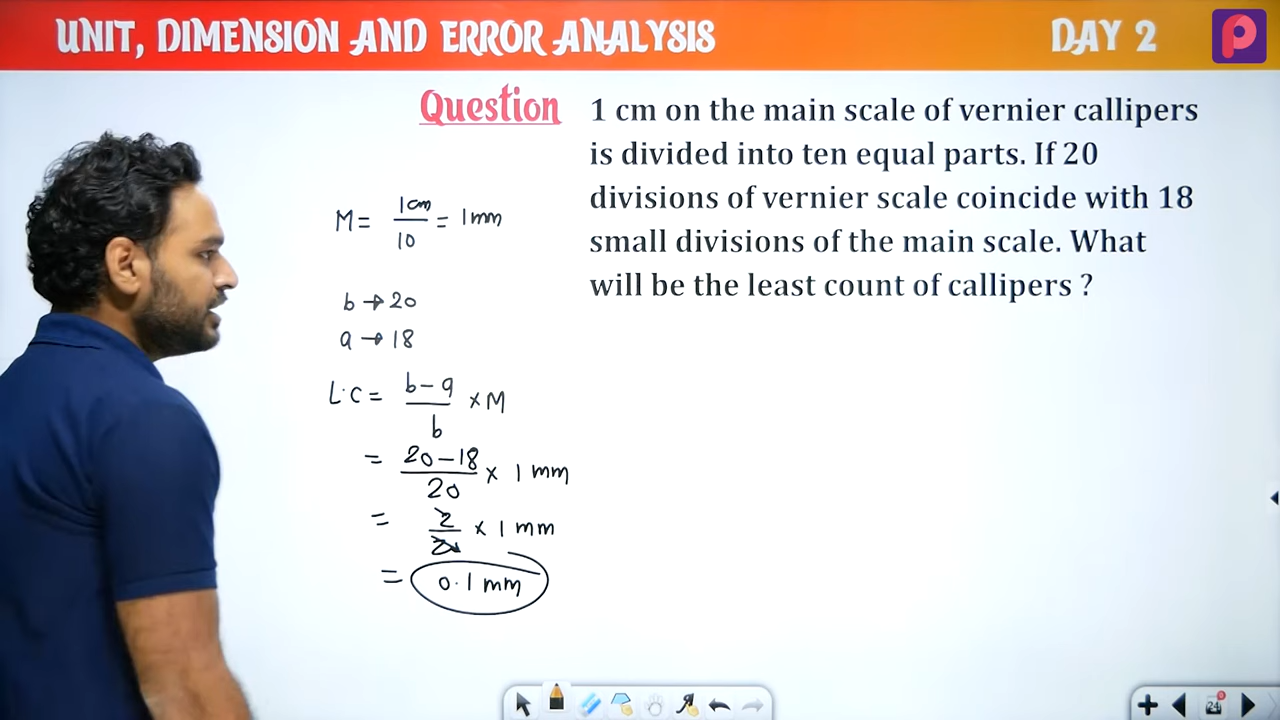 UNIT, DIMENSION AND ERROR ANALYSIS
DAY 2
Question
1 cm on the main scale of vernier callipers
is divided into ten equal parts. If 20
divisions of vernier scale coincide with 18
small divisions of the main scale. What
will be the least count of callipers ?
M = 1cm/10 = 1mm
b → 20
a → 18
L.C = b-a/b × M
= 20-18/20 × 1 mm
= 2/20 × 1 mm
= 0.1 mm
24